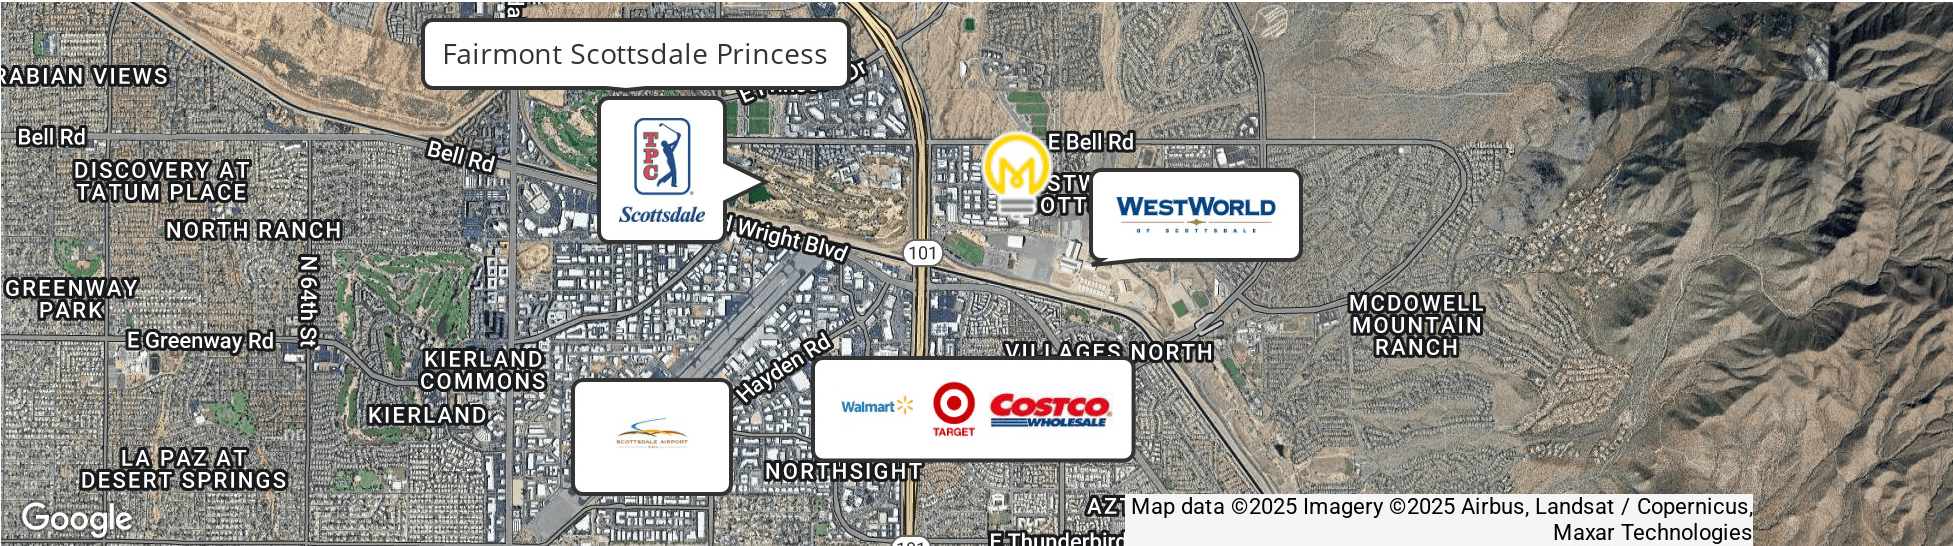 Fairmont Scottsdale Princess
RABIAN VIEWS
Bell Rd
Bell Rd
E Bell Rd
DISCOVERY AT
TATUM PLACE
TPC
Scottsdale
WESTWORLD
OF SCOTTSDALE
NORTH RANCH
Wright Blvd
101
N 64th St
GREENWAY
PARK
E Greenway Rd
MCDOWELL
MOUNTAIN
RANCH
VILLAGES NORTH
KIERLAND
COMMONS
Hayden Rd
KIERLAND
Walmart
TARGET
COSTCO
WHOLESALE
SCOTTSDALE AIRPORT
LA PAZ AT
DESERT SPRINGS
NORTHSIGHT
Google
AZT
Map data ©2025 Imagery ©2025 Airbus, Landsat / Copernicus,
Maxar Technologies
E Thunderbird
101